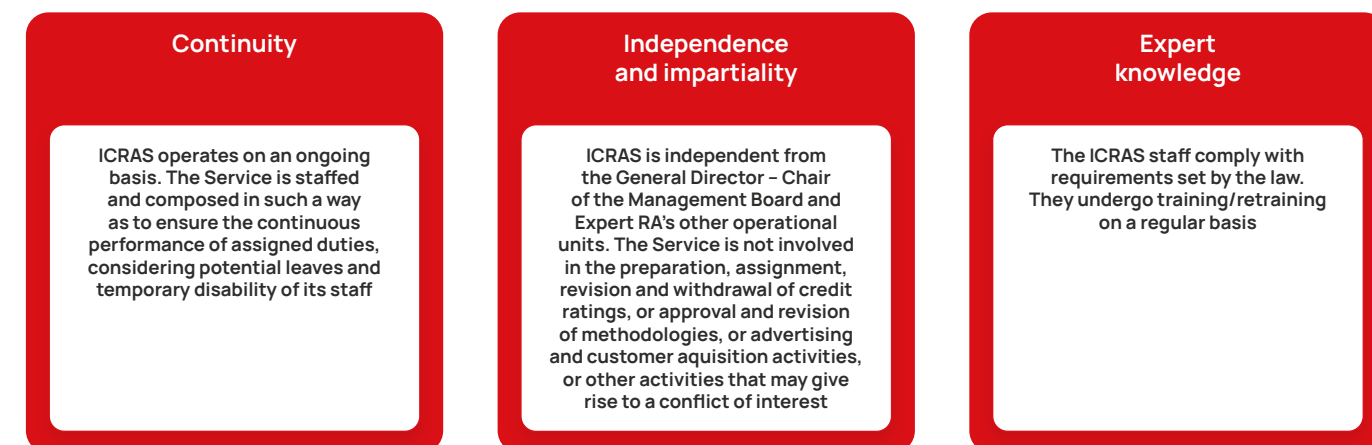 Continuity
ICRAS operates on an ongoing
basis. The Service is staffed
and composed in such a way
as to ensure the continuous
performance of assigned duties,
considering potential leaves and
temporary disability of its staff
Independence
and impartiality
ICRAS is independent from
the General Director – Chair
of the Management Board and
Expert RA's other operational
units. The Service is not involved
in the preparation, assignment,
revision and withdrawal of credit
ratings, or approval and revision
of methodologies, or advertising
and customer aquisition activities,
or other activities that may give
rise to a conflict of interest
Expert
knowledge
The ICRAS staff comply with
requirements set by the law.
They undergo training/retraining
on a regular basis